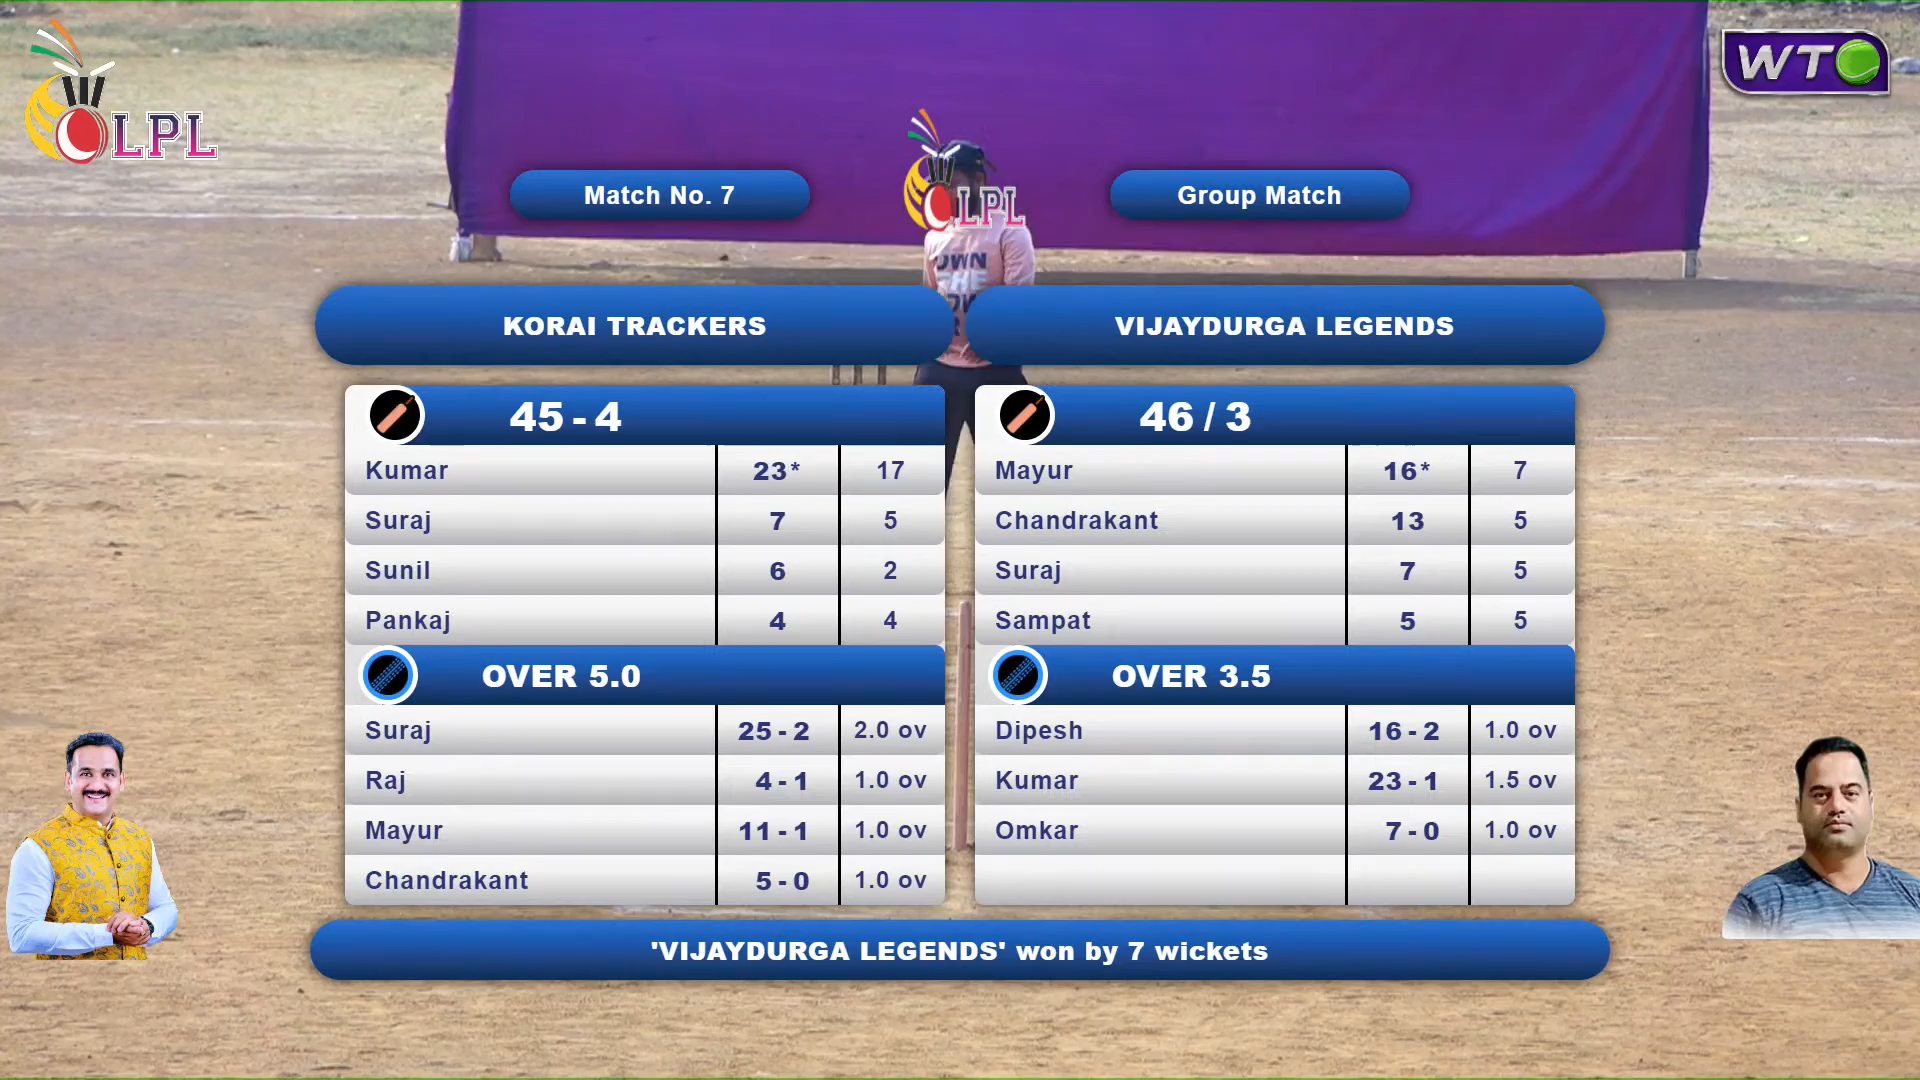 LPL
WT
Match No. 7
LPL
Group Match
OWN
THE
KORAI TRACKERS
VIJAYDURGA LEGENDS
45 - 4
Kumar 23* 17
Suraj 7 5
Sunil 6 2
Pankaj 4 4
OVER 5.0
Suraj 25 - 2 2.0 ov
Raj 4 - 1 1.0 ov
Mayur 11 - 1 1.0 ov
Chandrakant 5 - 0 1.0 ov
46 / 3
Mayur 16* 7
Chandrakant 13 5
Suraj 7 5
Sampat 5 5
OVER 3.5
Dipesh 16 - 2 1.0 ov
Kumar 23 - 1 1.5 ov
Omkar 7 - 0 1.0 ov
'VIJAYDURGA LEGENDS' won by 7 wickets